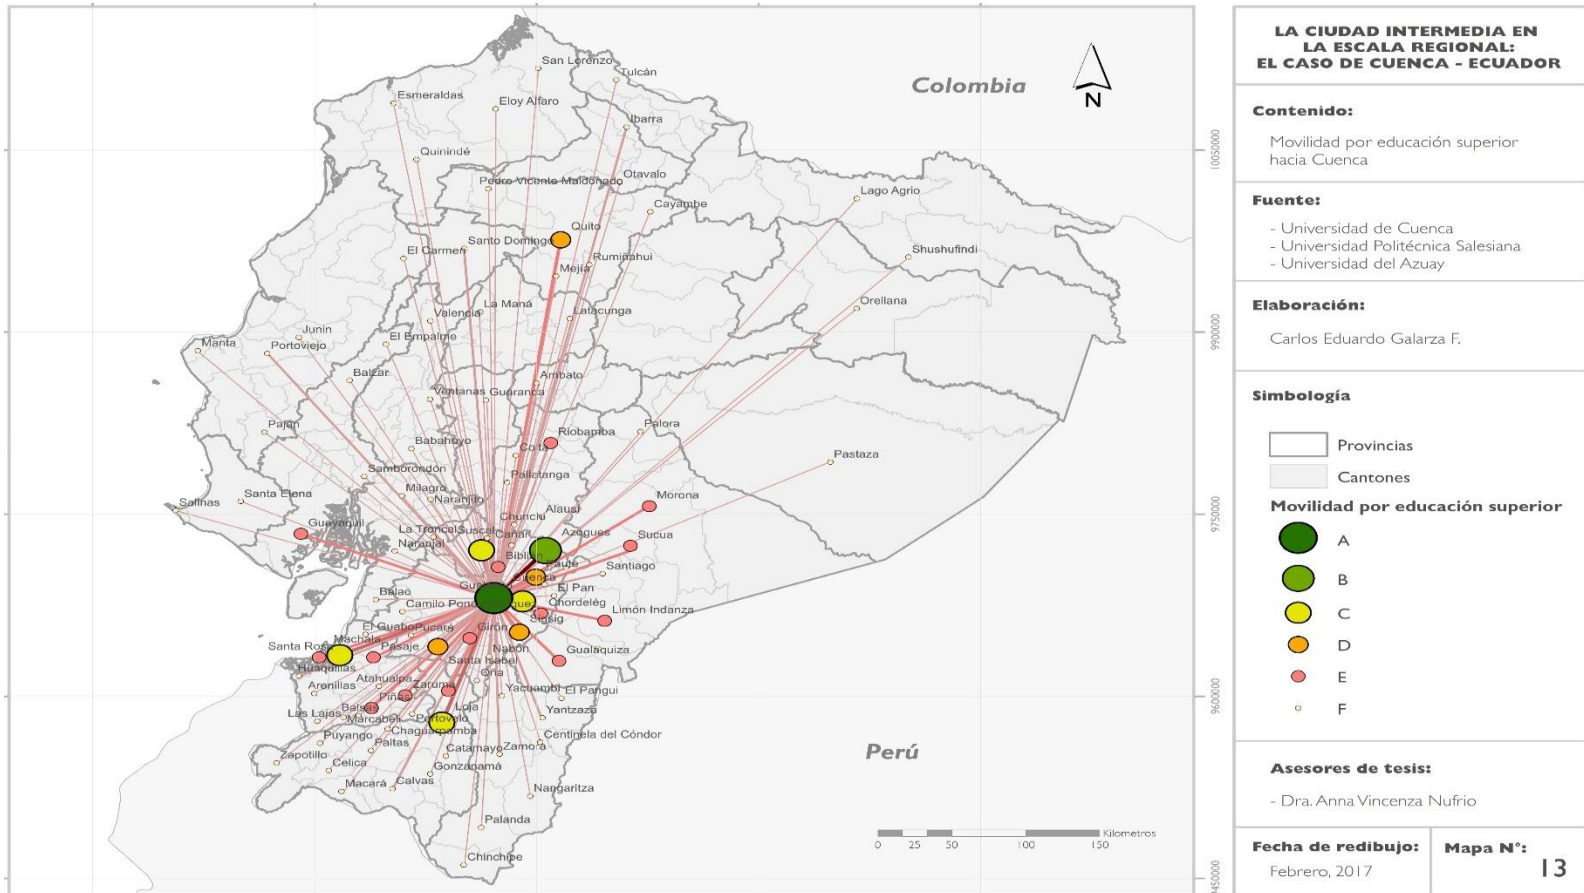 San Lorenzo
Tulcán
Colombia
N
Esmeraldas
Eloy Alfaro
Ibarra
Quinindé
Otavalo
Pedro Vicente Maldonado
Lago Agrio
Cayambe
Quito
Santo Domingo
El Carmen
Rumiñahui
Shushufindi
Mejía
La Maná
Orellana
Valencia
Latacunga
Junin
Manta
Portoviejo
El Empalme
Balzar
Ambato
Ventanas
Guaranda
Paján
Palora
Riobamba
Babahoyo
Colta
Pastaza
Samborondón
Pallatanga
Milagro
Naranjito
Morona
Salinas
Santa Elena
Alausí
Chunchi
Guayaquil
La Troncal
Suscal
Cañar
Azogues
Sucua
Naranjal
Biblián
Paute
Santiago
Cuenca
El Pan
Balao
Camilo Ponce
Chordelég
Limón Indanza
Sigsig
El Guabo
Pucará
Girón
Machala
Santa Rosa
Pasaje
Nabón
Gualaquiza
Huaquillas
Santa Isabel
Atahualpa
Oña
Arenillas
Zaruma
Yacuambi
El Pangui
Piñas
Balsas
Las Lajas
Marcabelí
Portovelo
Loja
Yantzaza
Puyango
Chaguarpamba
Paltas
Centinela del Cóndor
Zapotillo
Catamayo
Zamora
Celica
Gonzanamá
Perú
Macará
Calvas
Nangaritza
Palanda
Chinchipe
Kilometros
0 25 50 100 150
10050000
9900000
9750000
9600000
LA CIUDAD INTERMEDIA EN
LA ESCALA REGIONAL:
EL CASO DE CUENCA - ECUADOR
Contenido:
Movilidad por educación superior
hacia Cuenca
Fuente:
- Universidad de Cuenca
- Universidad Politécnica Salesiana
- Universidad del Azuay
Elaboración:
Carlos Eduardo Galarza F.
Simbología
Provincias
Cantones
Movilidad por educación superior
A
B
C
D
E
F
Asesores de tesis:
- Dra. Anna Vincenza Nufrio
Fecha de redibujo:
Febrero, 2017
Mapa N°:
13